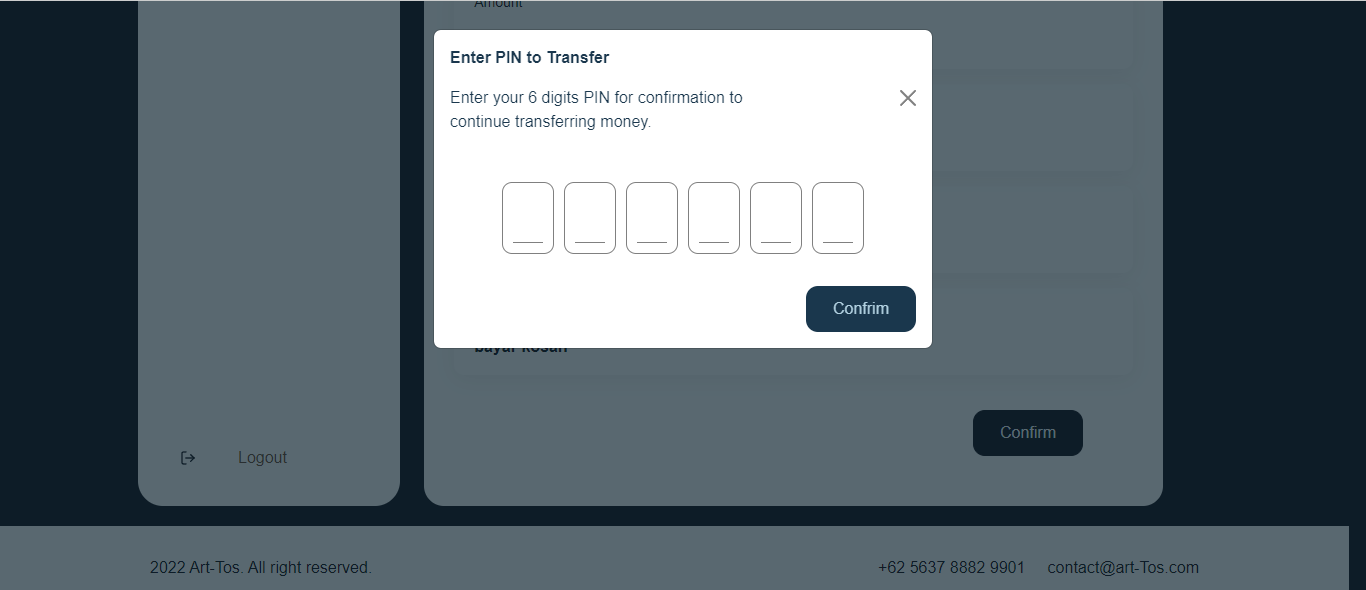 Amount
Enter PIN to Transfer
Enter your 6 digits PIN for confirmation to
continue transferring money.
Confrim
bayar kosan
Confirm
Logout
2022 Art-Tos. All right reserved.
+62 5637 8882 9901 contact@art-Tos.com